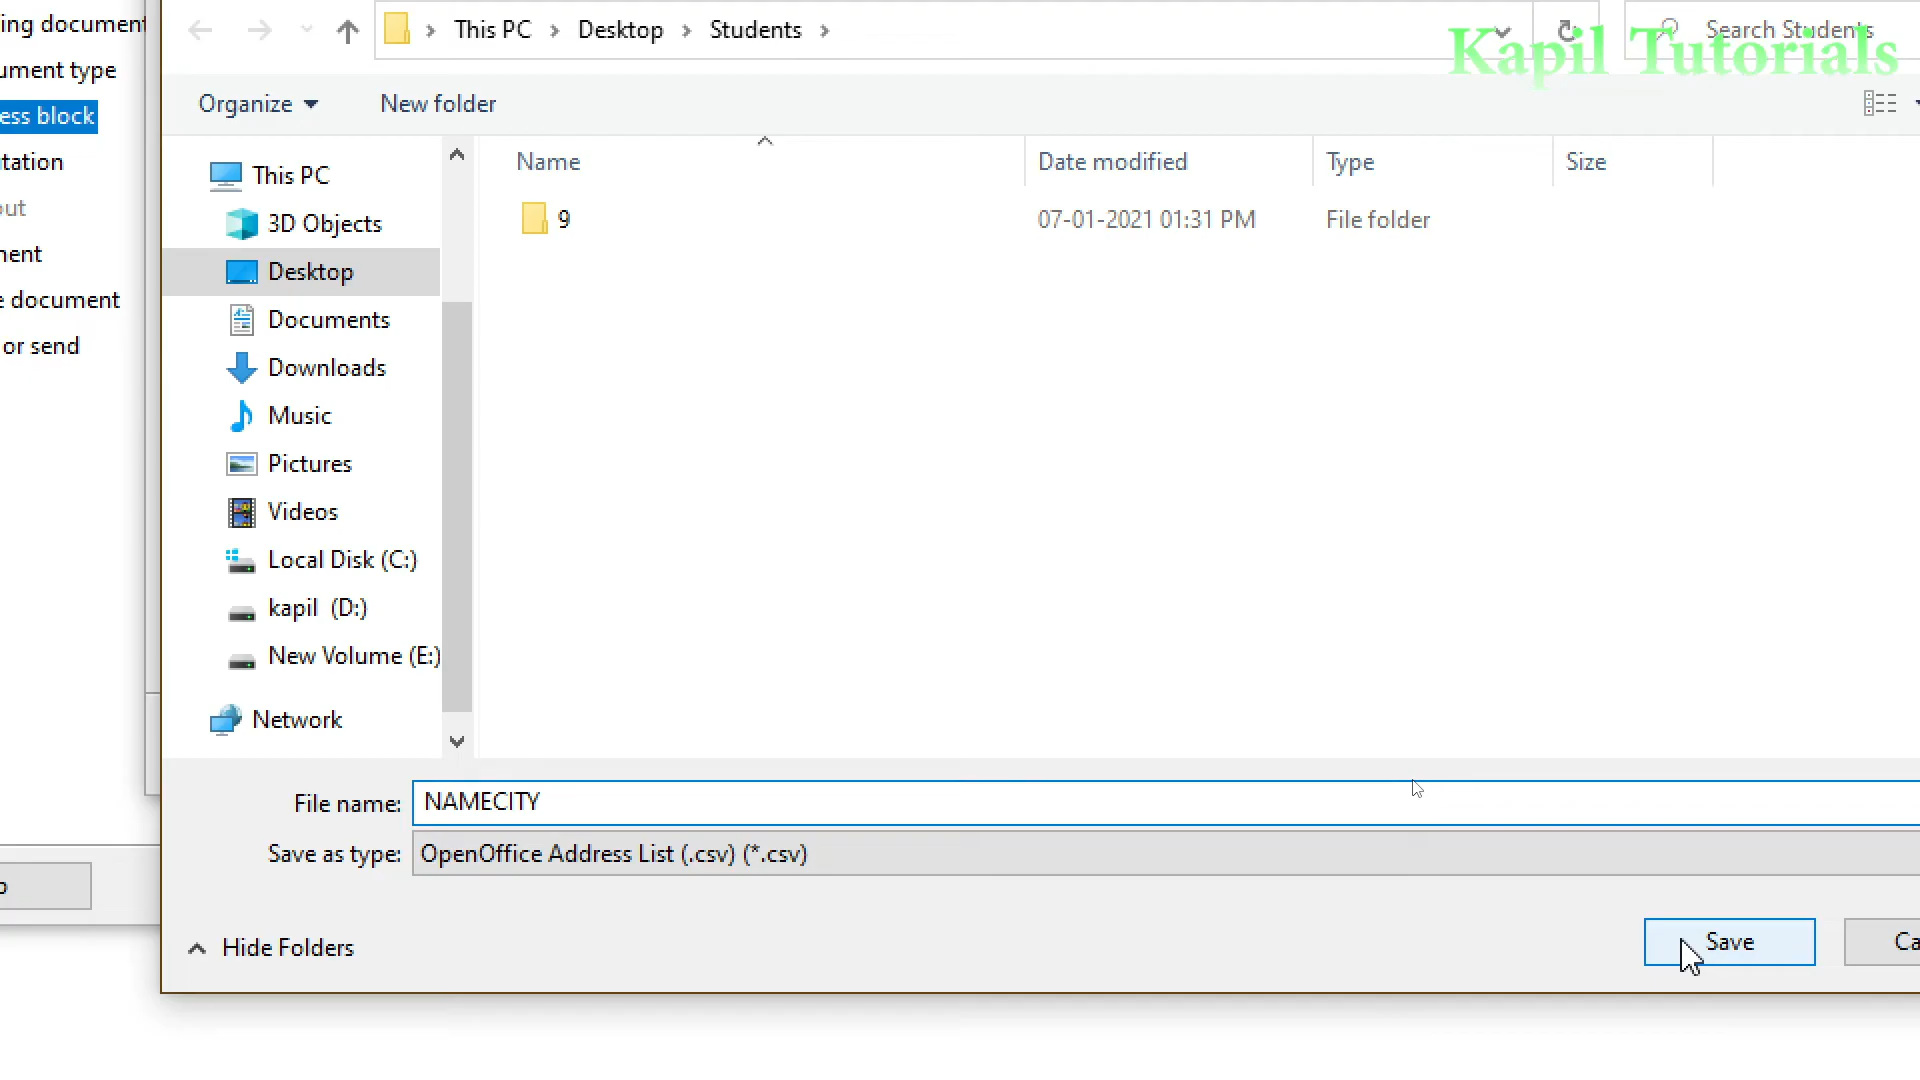 ing document
ument type
ess block
tation
out
ment
e document
or send
This PC
Desktop
Students
Search Students
Kapil Tutorials
Organize
New folder
Name
Date modified
Type
Size
This PC
3D Objects
Desktop
Documents
Downloads
Music
Pictures
Videos
Local Disk (C:)
kapil (D:)
New Volume (E:)
Network
9
07-01-2021 01:31 PM
File folder
File name: NAMECITY
Save as type: OpenOffice Address List (.csv) (*.csv)
Hide Folders
Save
Ca